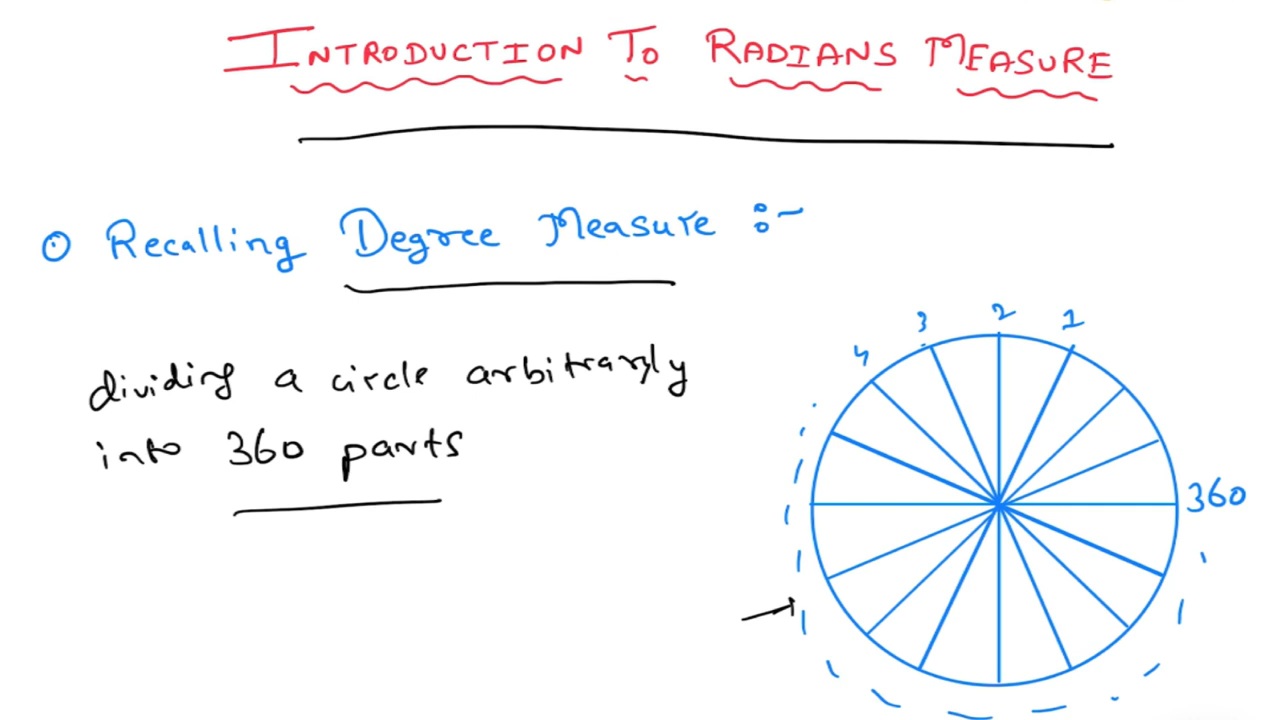 INTRODUCTION TO RADIANS MEASURE
Recalling Degree Measure :-
dividing a circle arbitrarily
into 360 parts
4 3 2 1
360